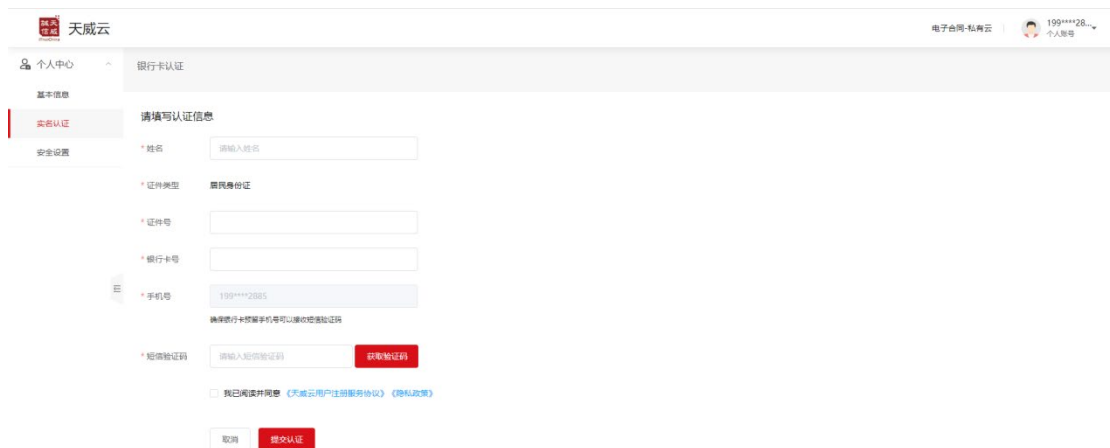 天威云
电子合同-私有云
199****28...
个人账号
个人中心
银行卡认证
基本信息
实名认证
安全设置
请填写认证信息
* 姓名 请输入姓名
* 证件类型 居民身份证
* 证件号
* 银行卡号
* 手机号 199****2085
确保银行卡预留手机号可以接收短信验证码
* 短信验证码 请输入短信验证码 获取验证码
我已阅读并同意 《天威云用户注册服务协议》《隐私政策》
取消 提交认证